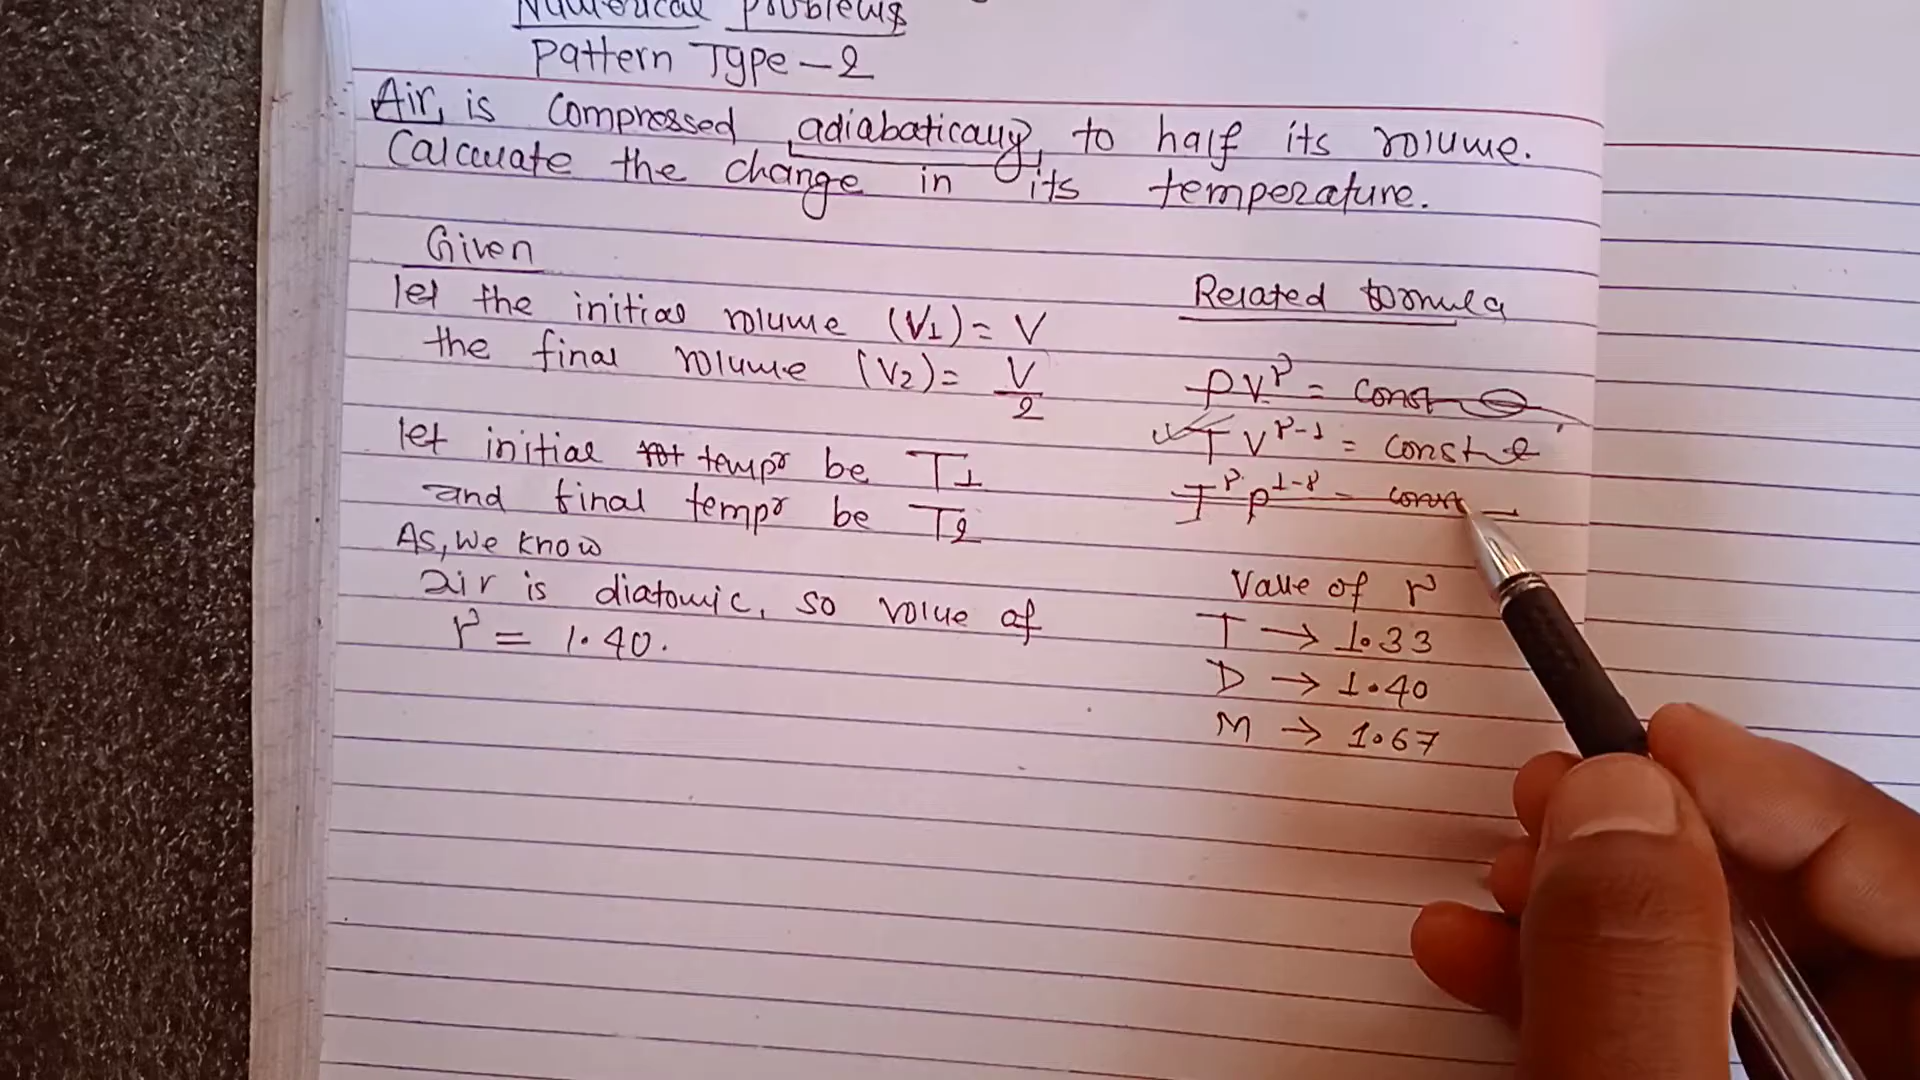 Numerical Problems
Pattern Type - 2
Air, is compressed adiabatically, to half its volume.
Calculate the change in its temperature.
Given
let the initial volume (V1) = V
the final volume (V2) = V/2
let initial tempr be T1
and final tempr be T2
As, we know
air is diatomic, so value of
r = 1.40.
Related formula
PV^r = const
TV^r-1 = const
T^r P^1-r = const
Value of r
T → 1.33
D → 1.40
M → 1.67